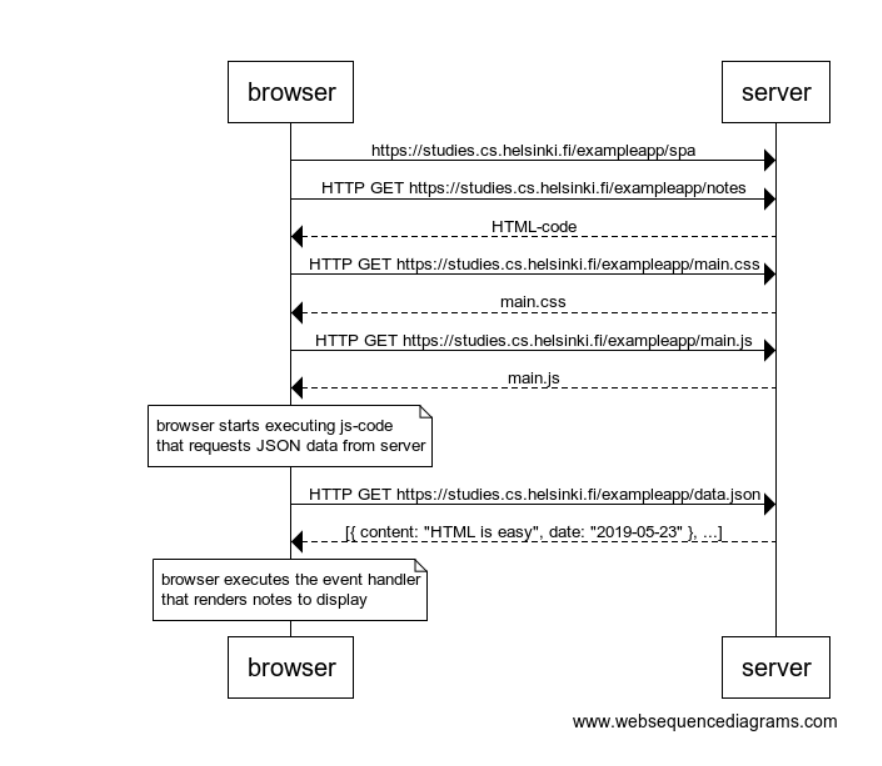 browser server
https://studies.cs.helsinki.fi/exampleapp/spa
HTTP GET https://studies.cs.helsinki.fi/exampleapp/notes
HTML-code
HTTP GET https://studies.cs.helsinki.fi/exampleapp/main.css
main.css
HTTP GET https://studies.cs.helsinki.fi/exampleapp/main.js
main.js
browser starts executing js-code
that requests JSON data from server
HTTP GET https://studies.cs.helsinki.fi/exampleapp/data.json
[{ content: "HTML is easy", date: "2019-05-23" }, ...]
browser executes the event handler
that renders notes to display
browser server
www.websequencediagrams.com